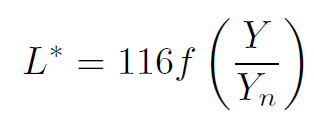 L* = 116f(Y/Yₙ)